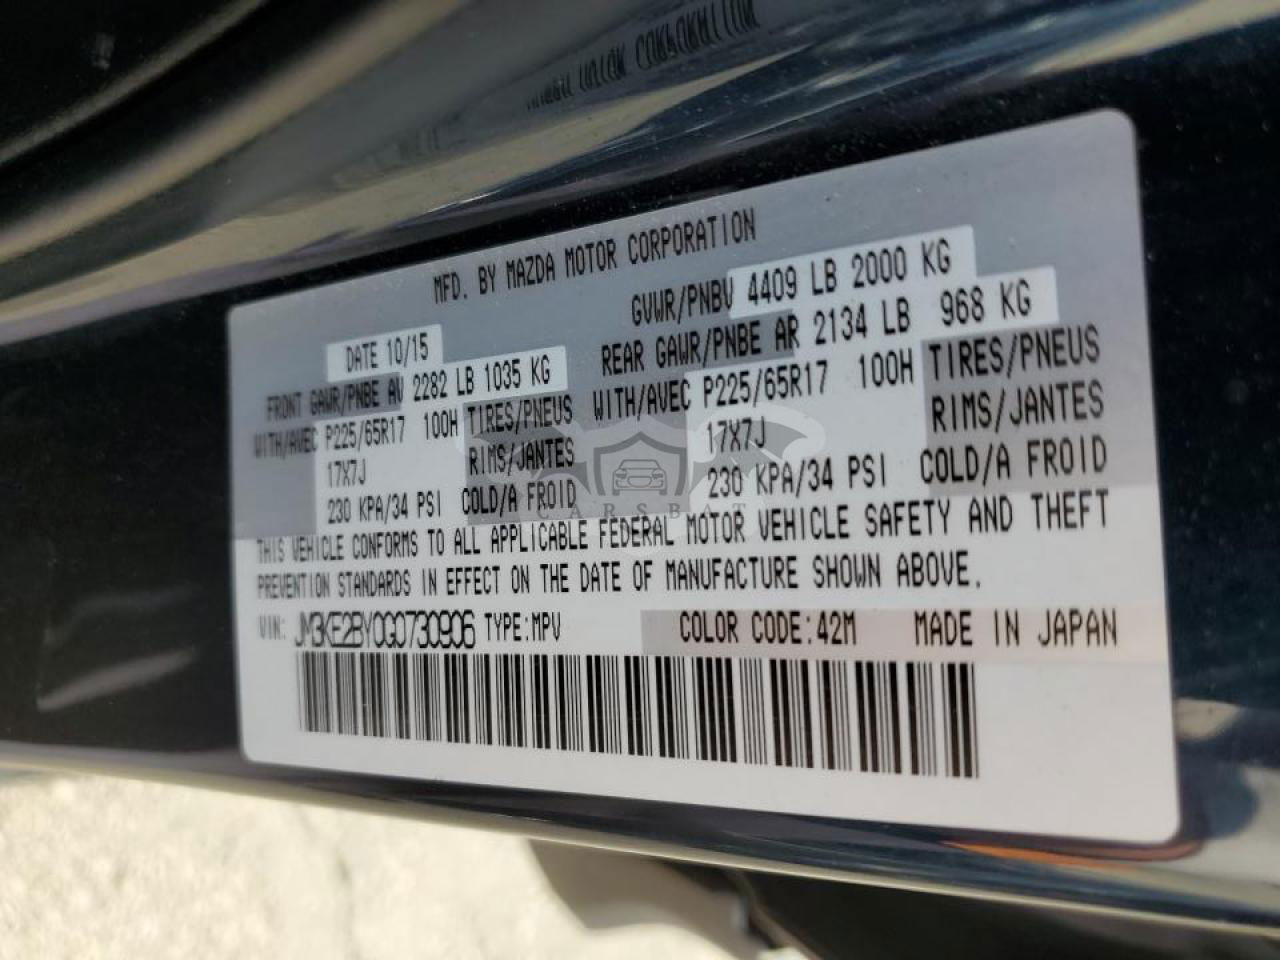 MFD. BY MAZDA MOTOR CORPORATION
DATE 10/15
GVWR/PNBV 4409 LB 2000 KG
FRONT GAWR/PNBE AV 2282 LB 1035 KG
REAR GAWR/PNBE AR 2134 LB 968 KG
WITH/AVEC P225/65R17 100H TIRES/PNEUS
WITH/AVEC P225/65R17 100H TIRES/PNEUS
17X7J RIMS/JANTES
17X7J RIMS/JANTES
230 KPA/34 PSI COLD/A FROID
230 KPA/34 PSI COLD/A FROID
CARSBAT
THIS VEHICLE CONFORMS TO ALL APPLICABLE FEDERAL MOTOR VEHICLE SAFETY AND THEFT
PREVENTION STANDARDS IN EFFECT ON THE DATE OF MANUFACTURE SHOWN ABOVE.
VIN: JM3KE2BY0G0730906 TYPE:MPV COLOR CODE:42M MADE IN JAPAN